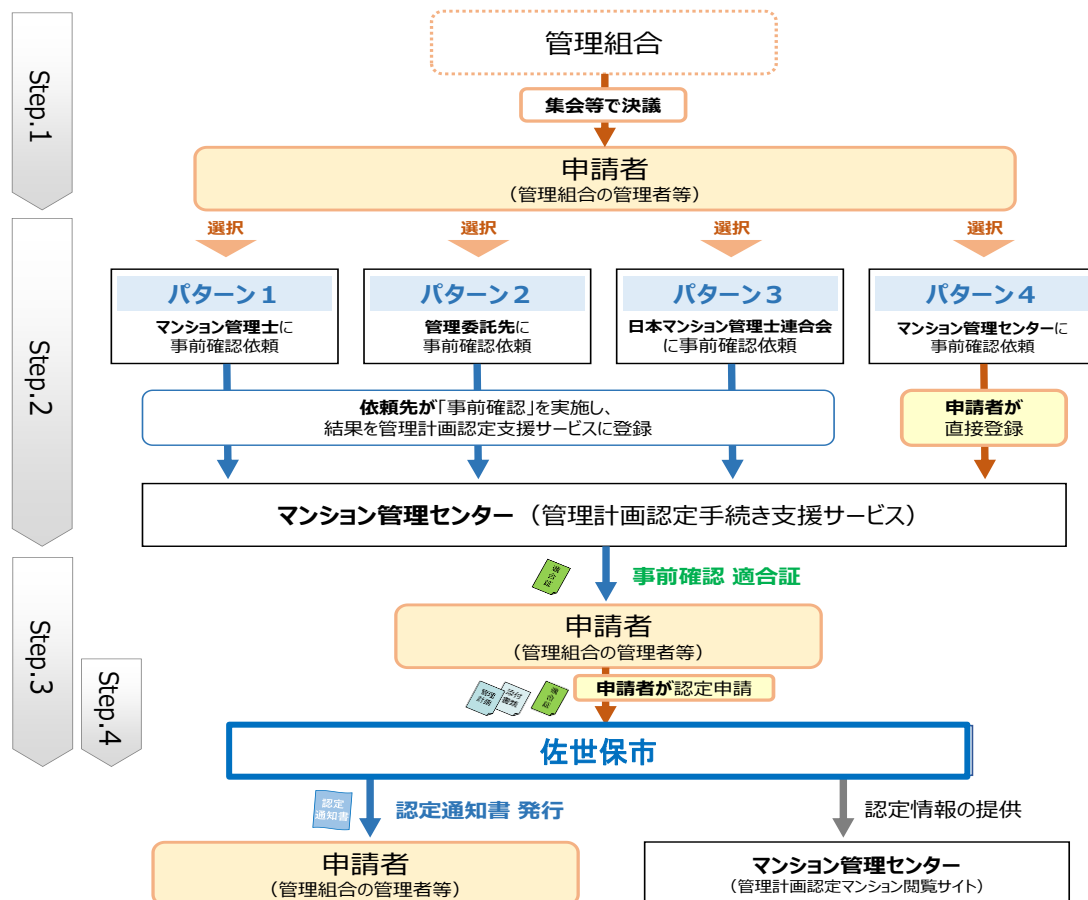 管理組合
集会等で決議
Step.1
申請者
（管理組合の管理者等）
選択
選択
選択
選択
Step.2
パターン１
マンション管理士に
事前確認依頼
パターン２
管理委託先に
事前確認依頼
パターン３
日本マンション管理士連合会
に事前確認依頼
パターン４
マンション管理センターに
事前確認依頼
依頼先が「事前確認」を実施し、
結果を管理計画認定支援サービスに登録
申請者が
直接登録
マンション管理センター（管理計画認定手続き支援サービス）
Step.3
適合証
事前確認 適合証
申請者
（管理組合の管理者等）
Step.4
管理
計画
添付
書類
適合証
申請者が認定申請
佐世保市
認定
通知書
認定通知書 発行
認定情報の提供
申請者
（管理組合の管理者等）
マンション管理センター
（管理計画認定マンション閲覧サイト）